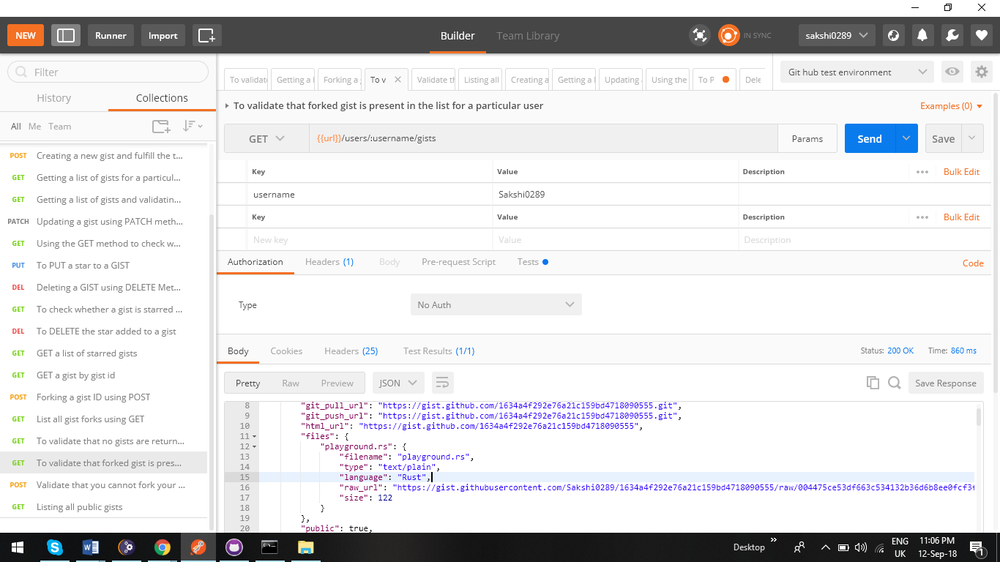 NEW
Runner
Import
Builder
Team Library
IN SYNC
sakshi0289
Filter
History
Collections
All Me Team
POST Creating a new gist and fulfill the t...
GET Getting a list of gists for a particul...
GET Getting a list of gists and validatin...
PATCH Updating a gist using PATCH meth...
GET Using the GET method to check w...
PUT To PUT a star to a GIST
DEL Deleting a GIST using DELETE Met...
GET To check whether a gist is starred ...
DEL To DELETE the star added to a gist
GET GET a list of starred gists
GET GET a gist by gist id
POST Forking a gist ID using POST
GET List all gist forks using GET
GET To validate that no gists are return...
GET To validate that forked gist is pres...
POST Validate that you cannot fork your ...
GET Listing all public gists
To validat
Getting a l
Forking a
To v
Validate th
Listing all
Creating a
Getting a l
Updating
Using the
To P
Dele
Git hub test environment
To validate that forked gist is present in the list for a particular user
Examples (0)
GET
{{url}}/users/:username/gists
Params
Send
Save
Key Value Description ••• Bulk Edit
username Sakshi0289
Key Value Description ••• Bulk Edit
New key Value Description
Authorization Headers (1) Body Pre-request Script Tests Code
Type No Auth
Body Cookies Headers (25) Test Results (1/1) Status: 200 OK Time: 860 ms
Pretty Raw Preview JSON Save Response
8 "git_pull_url": "https://gist.github.com/1634a4f292e76a21c159bd4718090555.git",
9 "git_push_url": "https://gist.github.com/1634a4f292e76a21c159bd4718090555.git",
10 "html_url": "https://gist.github.com/1634a4f292e76a21c159bd4718090555",
11 "files": {
12 "playground.rs": {
13 "filename": "playground.rs",
14 "type": "text/plain",
15 "language": "Rust",
16 "raw_url": "https://gist.githubusercontent.com/Sakshi0289/1634a4f292e76a21c159bd4718090555/raw/004475ce53df663c534132b36d6b8ee0fcf3
17 "size": 122
18 }
19 },
20 "public": true,
Desktop
ENG
UK
11:06 PM
12-Sep-18
1